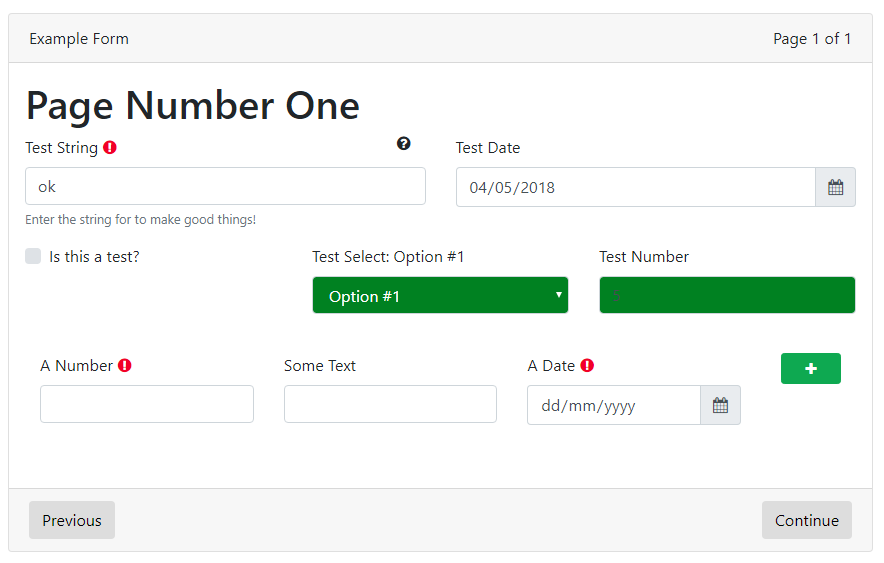 Example Form Page 1 of 1
Page Number One
Test String Test Date
ok 04/05/2018
Enter the string for to make good things!
Is this a test? Test Select: Option #1 Test Number
Option #1 5
A Number Some Text A Date
dd/mm/yyyy
Previous Continue